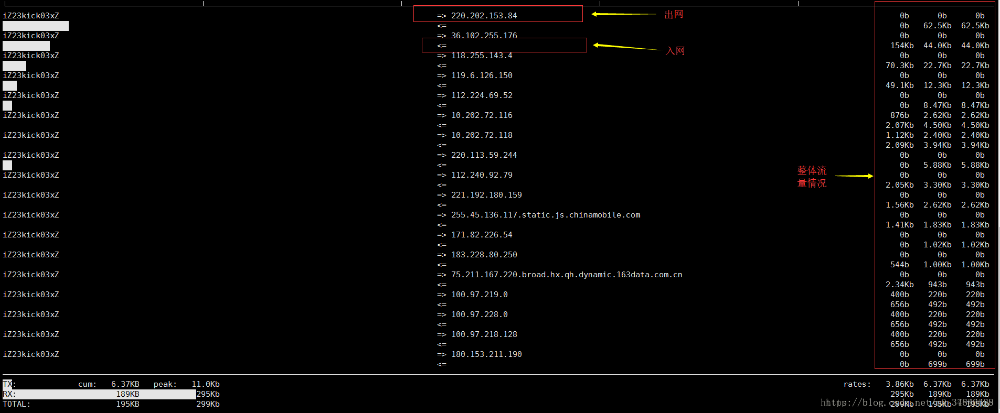 iZ23kick03xZ => 220.202.153.84 出网 0b 0b 0b
<= 0b 62.5Kb 62.5Kb
iZ23kick03xZ => 36.102.255.176 0b 0b 0b
<= 入网 154Kb 44.0Kb 44.0Kb
iZ23kick03xZ => 118.255.143.4 0b 0b 0b
<= 70.3Kb 22.7Kb 22.7Kb
iZ23kick03xZ => 119.6.126.150 0b 0b 0b
<= 49.1Kb 12.3Kb 12.3Kb
iZ23kick03xZ => 112.224.69.52 0b 0b 0b
<= 0b 8.47Kb 8.47Kb
iZ23kick03xZ => 10.202.72.116 876b 2.62Kb 2.62Kb
<= 2.07Kb 4.50Kb 4.50Kb
iZ23kick03xZ => 10.202.72.118 1.12Kb 2.40Kb 2.40Kb
<= 2.09Kb 3.94Kb 3.94Kb
iZ23kick03xZ => 220.113.59.244 0b 0b 0b
<= 0b 5.88Kb 5.88Kb
整体流
量情况
iZ23kick03xZ => 112.240.92.79 0b 0b 0b
<= 2.05Kb 3.30Kb 3.30Kb
iZ23kick03xZ => 221.192.180.159 0b 0b 0b
<= 1.56Kb 2.62Kb 2.62Kb
iZ23kick03xZ => 255.45.136.117.static.js.chinamobile.com 0b 0b 0b
<= 1.41Kb 1.83Kb 1.83Kb
iZ23kick03xZ => 171.82.226.54 0b 0b 0b
<= 0b 1.02Kb 1.02Kb
iZ23kick03xZ => 183.228.80.250 0b 0b 0b
<= 544b 1.00Kb 1.00Kb
iZ23kick03xZ => 75.211.167.220.broad.hx.qh.dynamic.163data.com.cn 0b 0b 0b
<= 2.34Kb 943b 943b
iZ23kick03xZ => 100.97.219.0 400b 220b 220b
<= 656b 492b 492b
iZ23kick03xZ => 100.97.228.0 400b 220b 220b
<= 656b 492b 492b
iZ23kick03xZ => 100.97.218.128 400b 220b 220b
<= 656b 492b 492b
iZ23kick03xZ => 180.153.211.190 0b 0b 0b
<= 0b 699b 699b
TX: cum: 6.37KB peak: 11.0Kb rates: 3.86Kb 6.37Kb 6.37Kb
RX: 189KB 295Kb 295Kb 189Kb 189Kb
TOTAL: 195KB 299Kb 299Kb 195Kb 195Kb